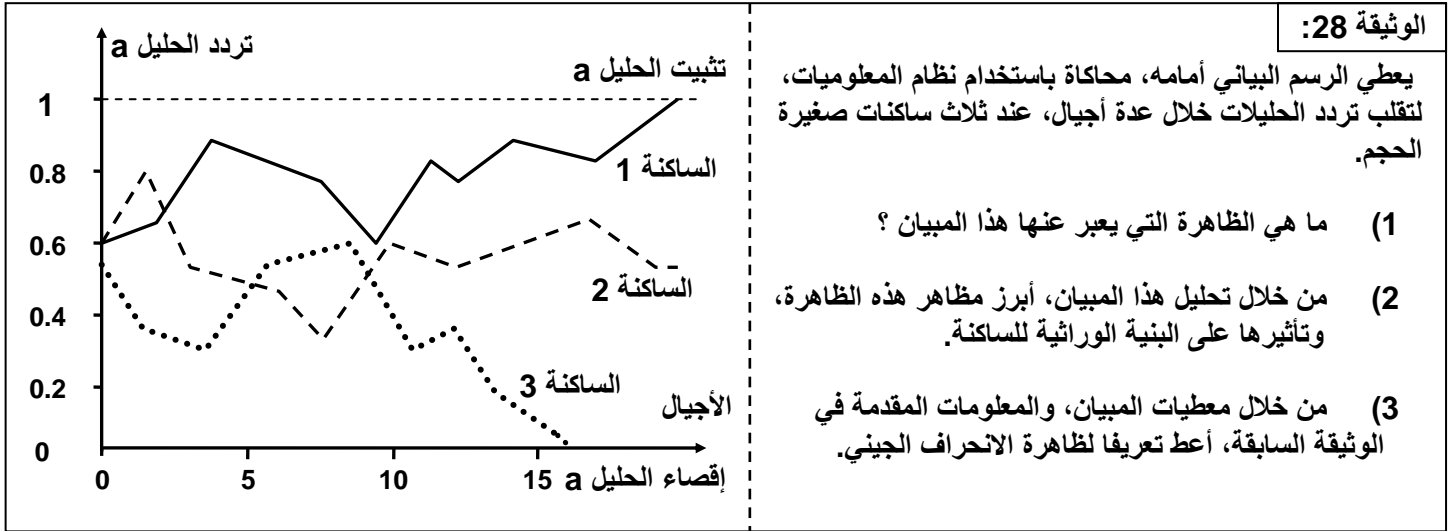 الوثيقة 28:
يعطي الرسم البياني أمامه، محاكاة باستخدام نظام المعلوميات،
لتقلب تردد الحليلات خلال عدة أجيال، عند ثلاث ساكنات صغيرة
الحجم.
1) ما هي الظاهرة التي يعبر عنها هذا المبيان ؟
2) من خلال تحليل هذا المبيان، أبرز مظاهر هذه الظاهرة،
وتأثيرها على البنية الوراثية للساكنة.
3) من خلال معطيات المبيان، والمعلومات المقدمة في
الوثيقة السابقة، أعط تعريفا لظاهرة الانحراف الجيني.
تردد الحليل a
تثبيت الحليل a
1
0.8
0.6
0.4
0.2
0
الساكنة 1
الساكنة 2
الساكنة 3
الأجيال
0 5 10 15
إقصاء الحليل a